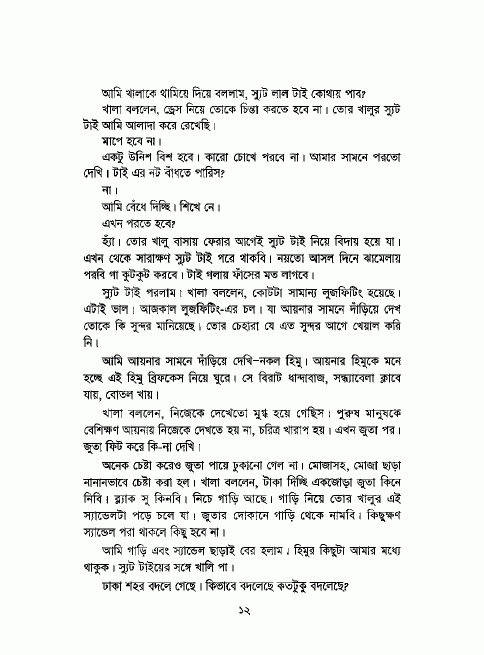 আমি খালাকে থামিয়ে দিয়ে বললাম, স্যুট লাল টাই কোথায় পাব?
খালা বললেন, ড্রেস নিয়ে তোকে চিন্তা করতে হবে না। তোর খালুর স্যুট
টাই আমি আলাদা করে রেখেছি।
মাপে হবে না।
একটু উনিশ বিশ হবে। কারো চোখে পরবে না। আমার সামনে পরতো
দেখি। টাই এর নট বাঁধতে পারিস?
না।
আমি বেঁধে দিচ্ছি। শিখে নে।
এখন পরতে হবে?
হ্যাঁ। তোর খালু বাসায় ফেরার আগেই স্যুট টাই নিয়ে বিদায় হয়ে যা।
এখন থেকে সারাক্ষণ স্যুট টাই পরে থাকবি। নয়তো আসল দিনে ঝামেলায়
পরবি গা কুটকুট করবে। টাই গলায় ফাঁসের মত লাগবে।
স্যুট টাই পরলাম। খালা বললেন, কোটটা সামান্য লুজফিটিং হয়েছে।
এটাই ভাল। আজকাল লুজফিটিং-এর চল। যা আয়নার সামনে দাঁড়িয়ে দেখ
তোকে কি সুন্দর মানিয়েছে। তোর চেহারা যে এত সুন্দর আগে খেয়াল করি
নি।
আমি আয়নার সামনে দাঁড়িয়ে দেখি–নকল হিমু। আয়নার হিমুকে মনে
হচ্ছে এই হিমু ব্রিফকেস নিয়ে ঘুরে। সে বিরাট ধান্দাবাজ, সন্ধ্যাবেলা ক্লাবে
যায়, বোতল খায়।
খালা বললেন, নিজেকে দেখেতো মুগ্ধ হয়ে গেছিস। পুরুষ মানুষকে
বেশিক্ষণ আয়নায় নিজেকে দেখতে হয় না, চরিত্র খারাপ হয়। এখন জুতা পর।
জুতা ফিট করে কি-না দেখি।
অনেক চেষ্টা করেও জুতা পায়ে ঢুকানো গেল না। মোজাসহ, মোজা ছাড়া
নানানভাবে চেষ্টা করা হল। খালা বললেন, টাকা দিচ্ছি একজোড়া জুতা কিনে
নিবি। ব্ল্যাক সু কিনবি। নিচে গাড়ি আছে। গাড়ি নিয়ে তোর খালুর এই
স্যান্ডেলটা পড়ে চলে যা। জুতার দোকানে গাড়ি থেকে নামবি। কিছুক্ষণ
স্যান্ডেল পরা থাকলে কিছু হবে না।
আমি গাড়ি এবং স্যান্ডেল ছাড়াই বের হলাম। হিমুর কিছুটা আমার মধ্যে
থাকুক। স্যুট টাইয়ের সঙ্গে খালি পা।
ঢাকা শহর বদলে গেছে। কিভাবে বদলেছে কতটুকু বদলেছে?
১২